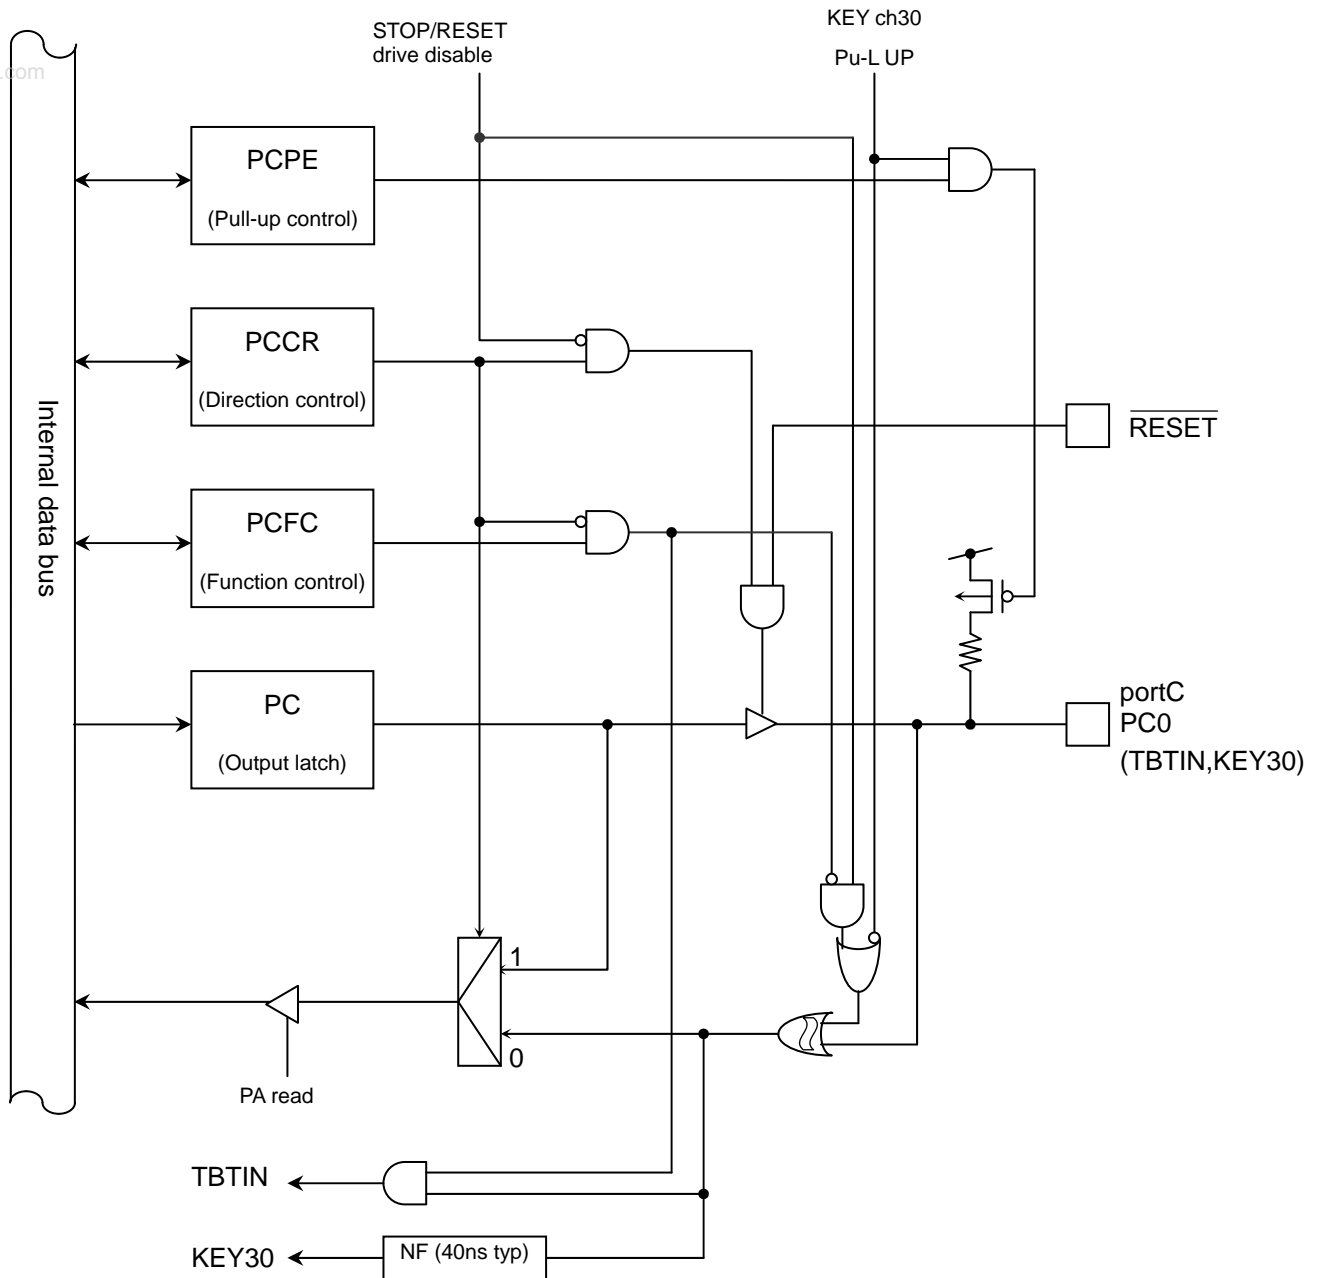 STOP/RESET
drive disable
KEY ch30
Pu-L UP
.com
PCPE
(Pull-up control)
PCCR
(Direction control)
RESET
Internal data bus
PCFC
(Function control)
PC
(Output latch)
portC
PC0
(TBTIN,KEY30)
1
0
PA read
TBTIN
KEY30
NF (40ns typ)